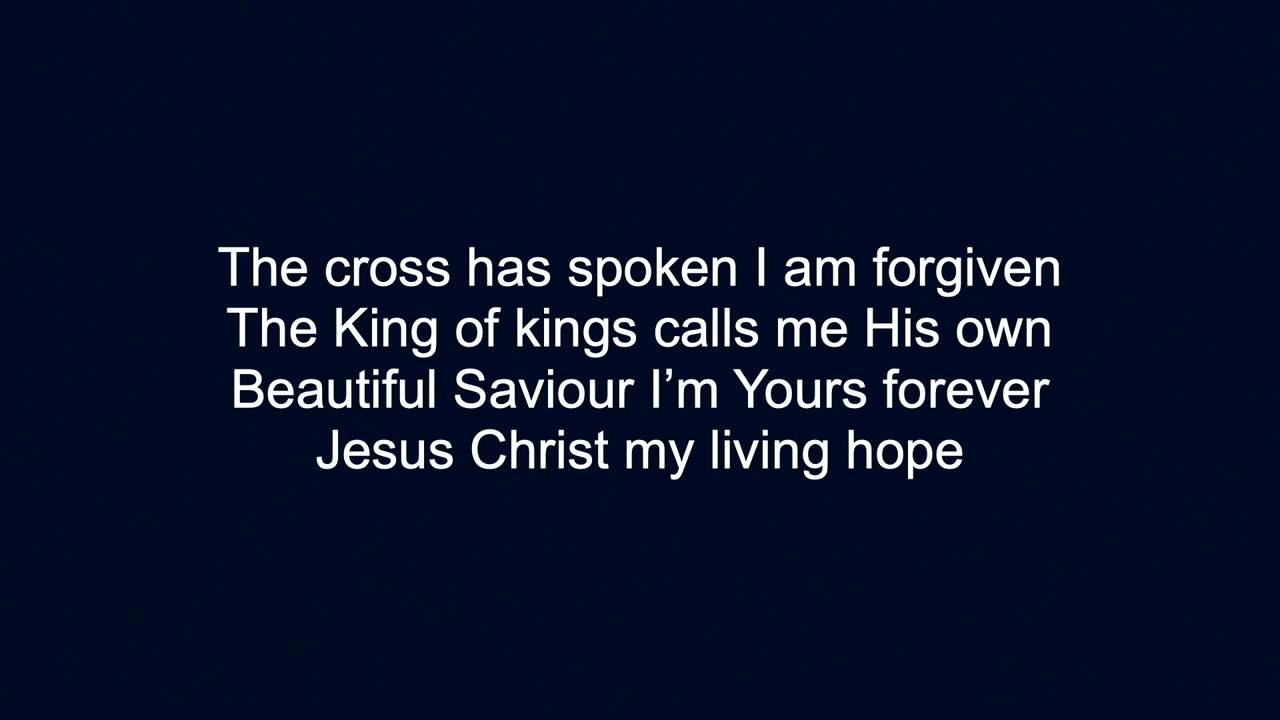 The cross has spoken I am forgiven
The King of kings calls me His own
Beautiful Saviour I’m Yours forever
Jesus Christ my living hope